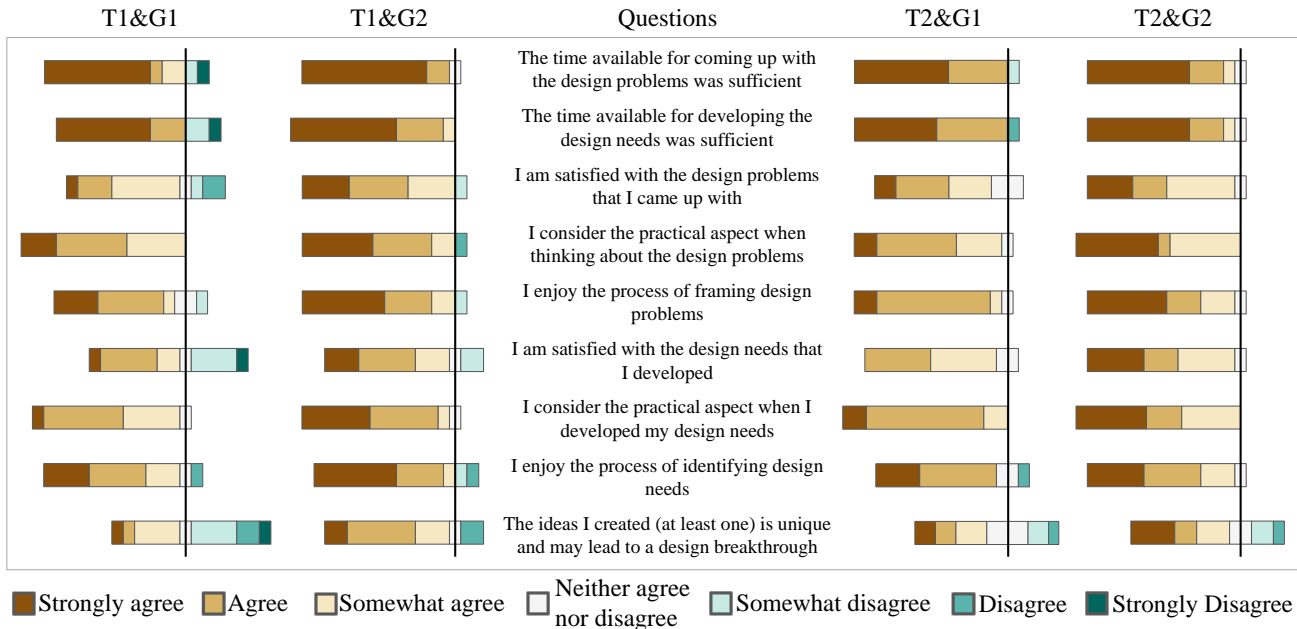 T1&G1 T1&G2 Questions T2&G1 T2&G2
The time available for coming up with
the design problems was sufficient
The time available for developing the
design needs was sufficient
I am satisfied with the design problems
that I came up with
I consider the practical aspect when
thinking about the design problems
I enjoy the process of framing design
problems
I am satisfied with the design needs that
I developed
I consider the practical aspect when I
developed my design needs
I enjoy the process of identifying design
needs
The ideas I created (at least one) is unique
and may lead to a design breakthrough
Strongly agree
Agree
Somewhat agree
Neither agree
nor disagree
Somewhat disagree
Disagree
Strongly Disagree